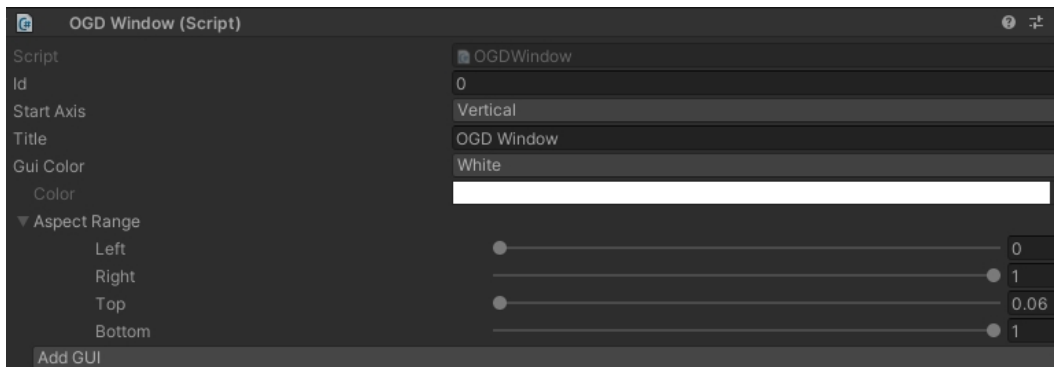 OGD Window (Script)
Script OGDWindow
Id 0
Start Axis Vertical
Title OGD Window
Gui Color White
Color
Aspect Range
Left 0
Right 1
Top 0.06
Bottom 1
Add GUI